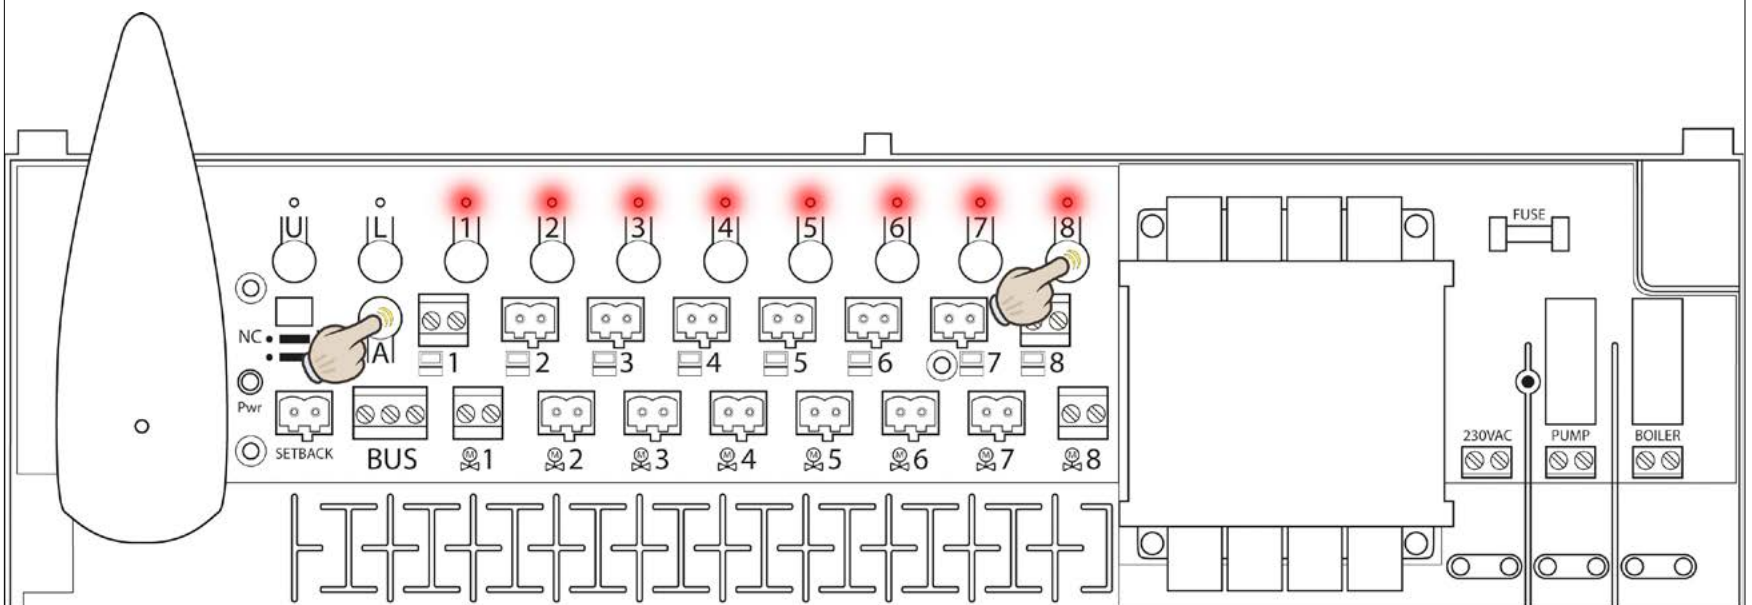 U L 1 2 3 4 5 6 7 8
FUSE
NC
A
1 2 3 4 5 6 7 8
Pwr
230VAC PUMP BOILER
SETBACK BUS M 1 M 2 M 3 M 4 M 5 M 6 M 7 M 8